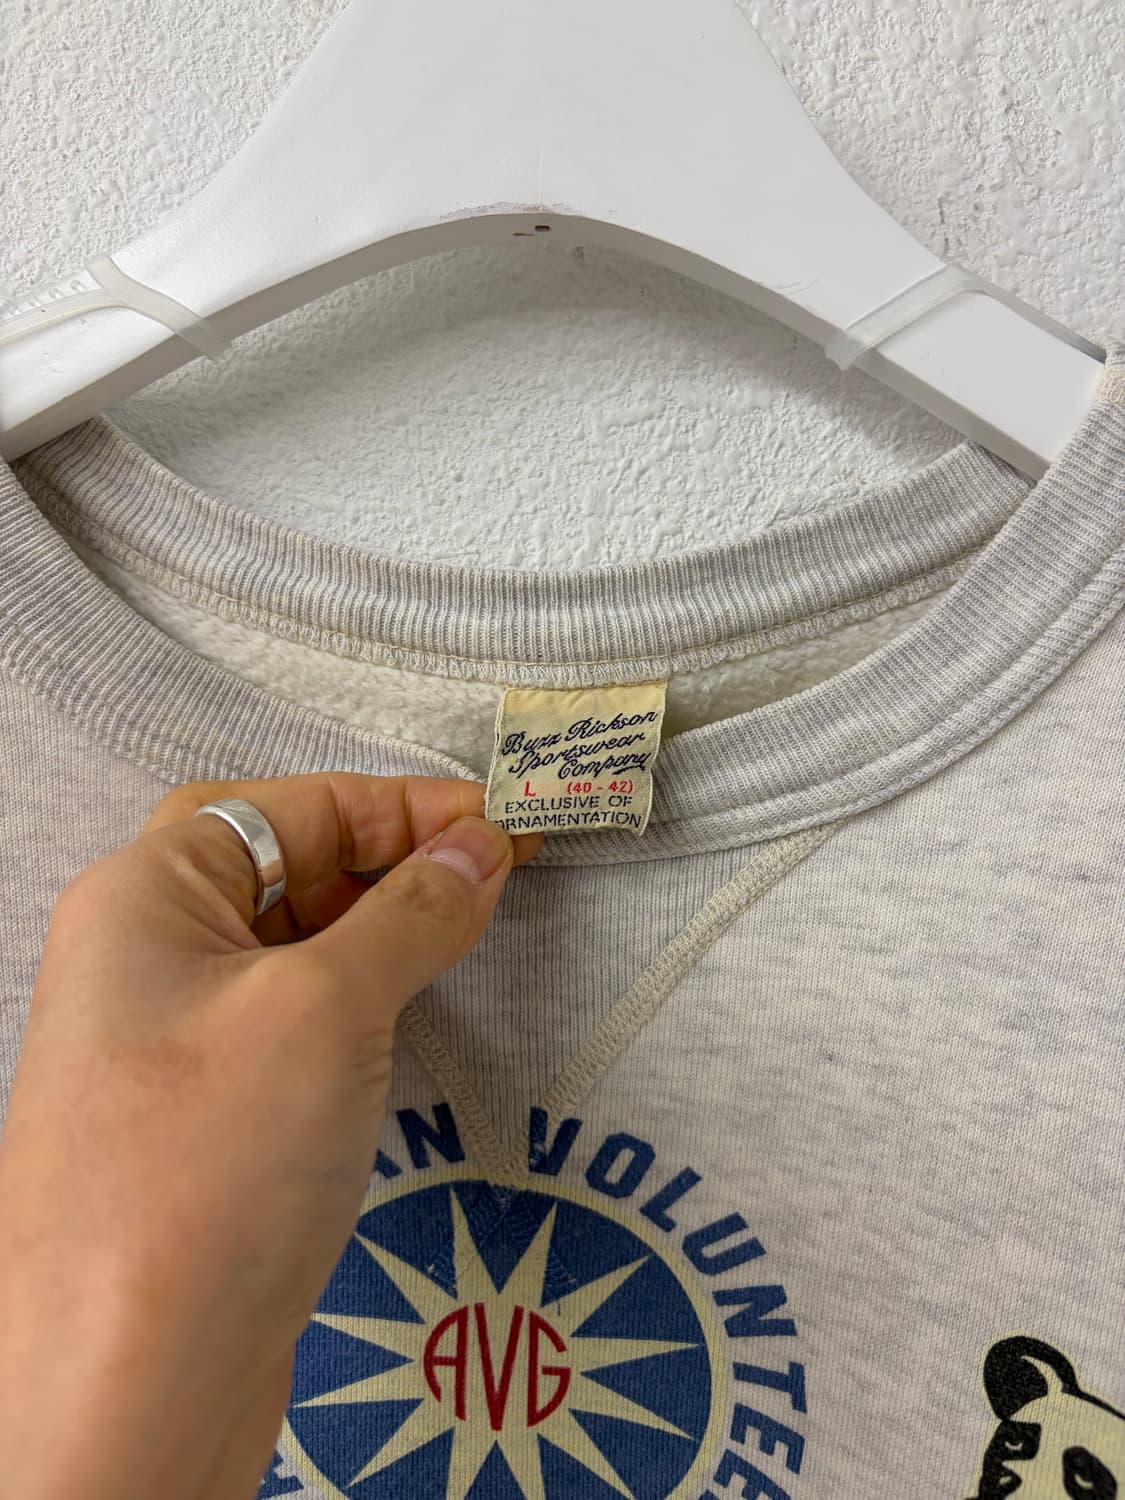 Buzz Rickson
Sportswear
Company
L (40 - 42)
EXCLUSIVE OF
ORNAMENTATION
AN VOLUNTEE
AVG